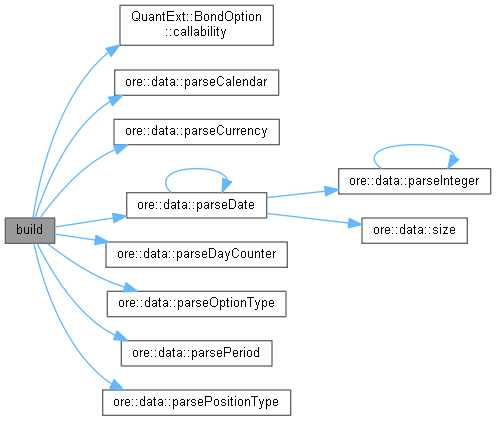 QuantExt::BondOption
::callability
ore::data::parseCalendar
ore::data::parseCurrency
ore::data::parseInteger
build
ore::data::parseDate
ore::data::size
ore::data::parseDayCounter
ore::data::parseOptionType
ore::data::parsePeriod
ore::data::parsePositionType